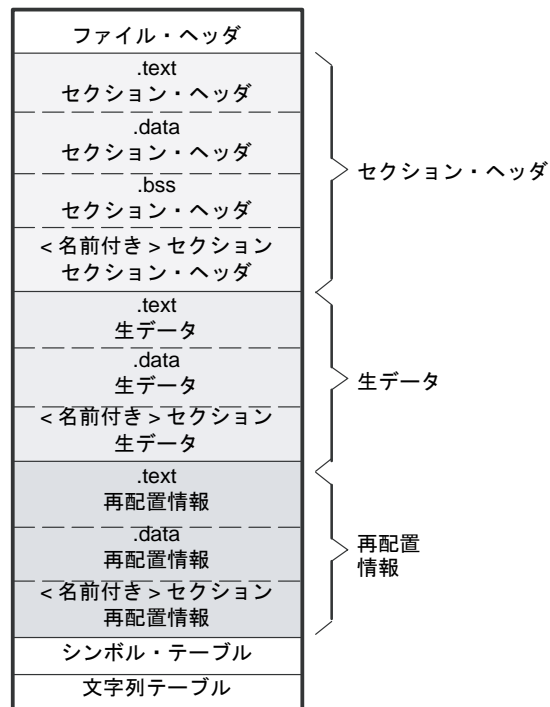 ファイル・ヘッダ
.text
セクション・ヘッダ
.data
セクション・ヘッダ
.bss
セクション・ヘッダ
< 名前付き > セクション
セクション・ヘッダ
セクション・ヘッダ
.text
生データ
.data
生データ
< 名前付き > セクション
生データ
生データ
.text
再配置情報
.data
再配置情報
< 名前付き > セクション
再配置情報
再配置
情報
シンボル・テーブル
文字列テーブル